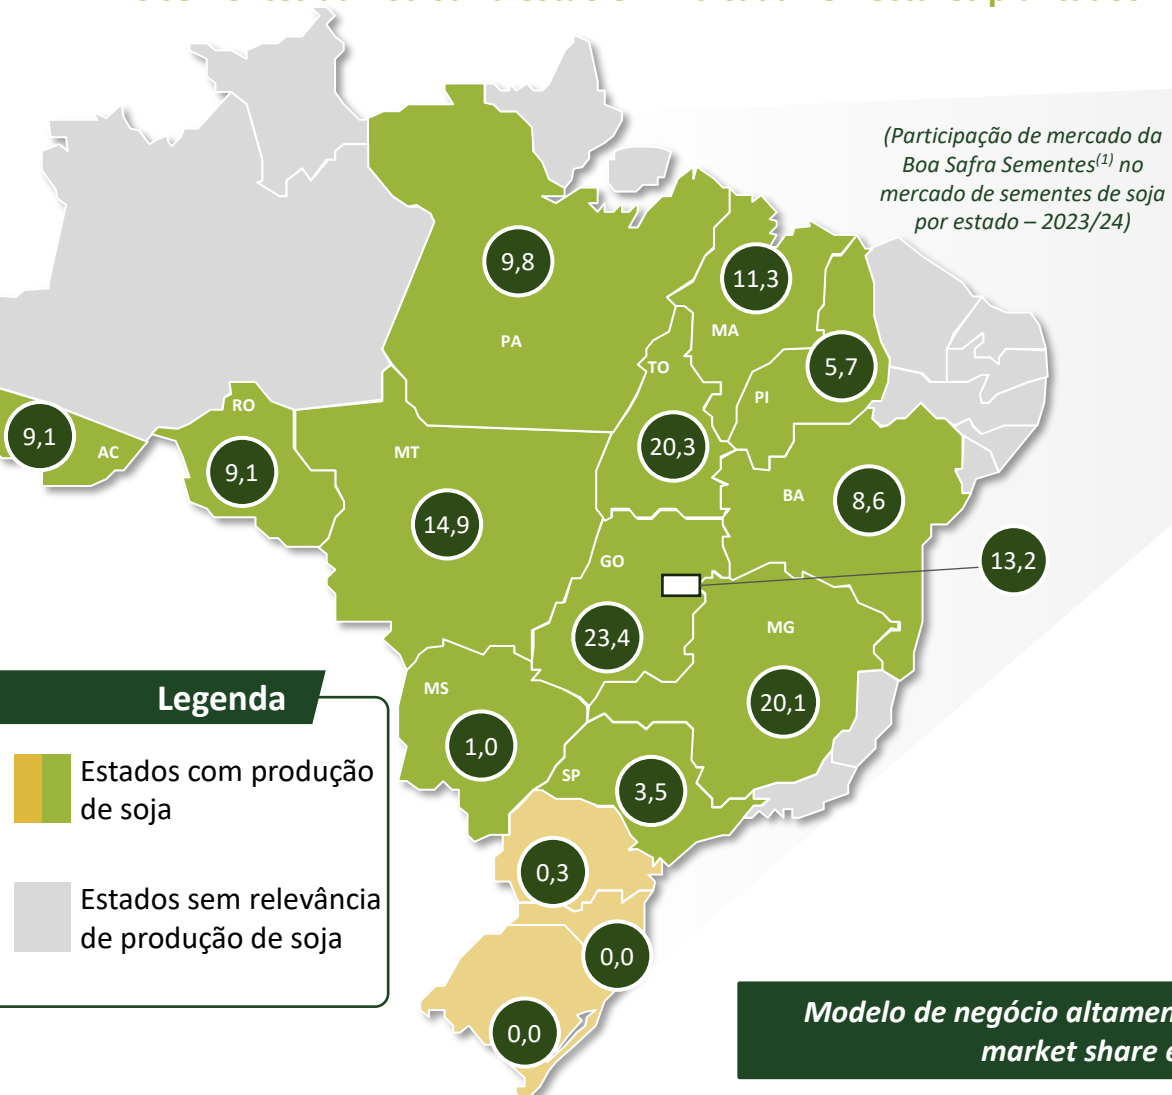 (Participação de mercado da
Boa Safra Sementes(1) no
mercado de sementes de soja
por estado – 2023/24)
9,8
11,3
PA
MA
TO
5,7
PI
RO
9,1
AC
9,1
MT
20,3
BA
8,6
14,9
GO
13,2
23,4
MG
MS
20,1
1,0
SP
3,5
0,3
0,0
0,0
Legenda
Estados com produção
de soja
Estados sem relevância
de produção de soja
Modelo de negócio
market share